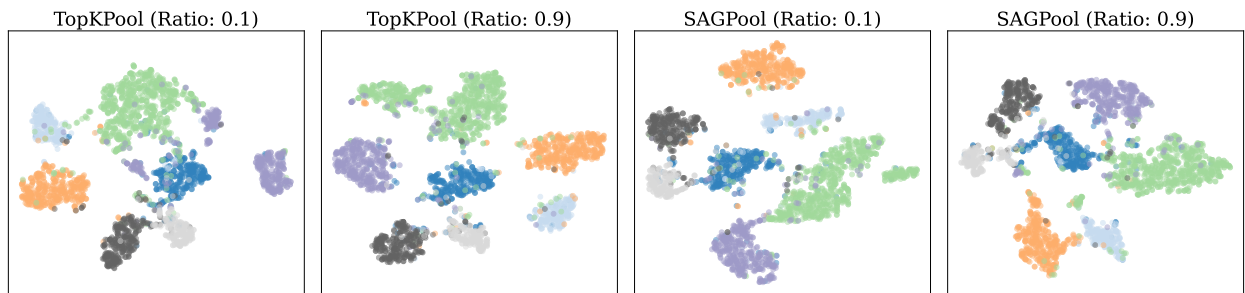 TopKPool (Ratio: 0.1)
TopKPool (Ratio: 0.9)
SAGPool (Ratio: 0.1)
SAGPool (Ratio: 0.9)